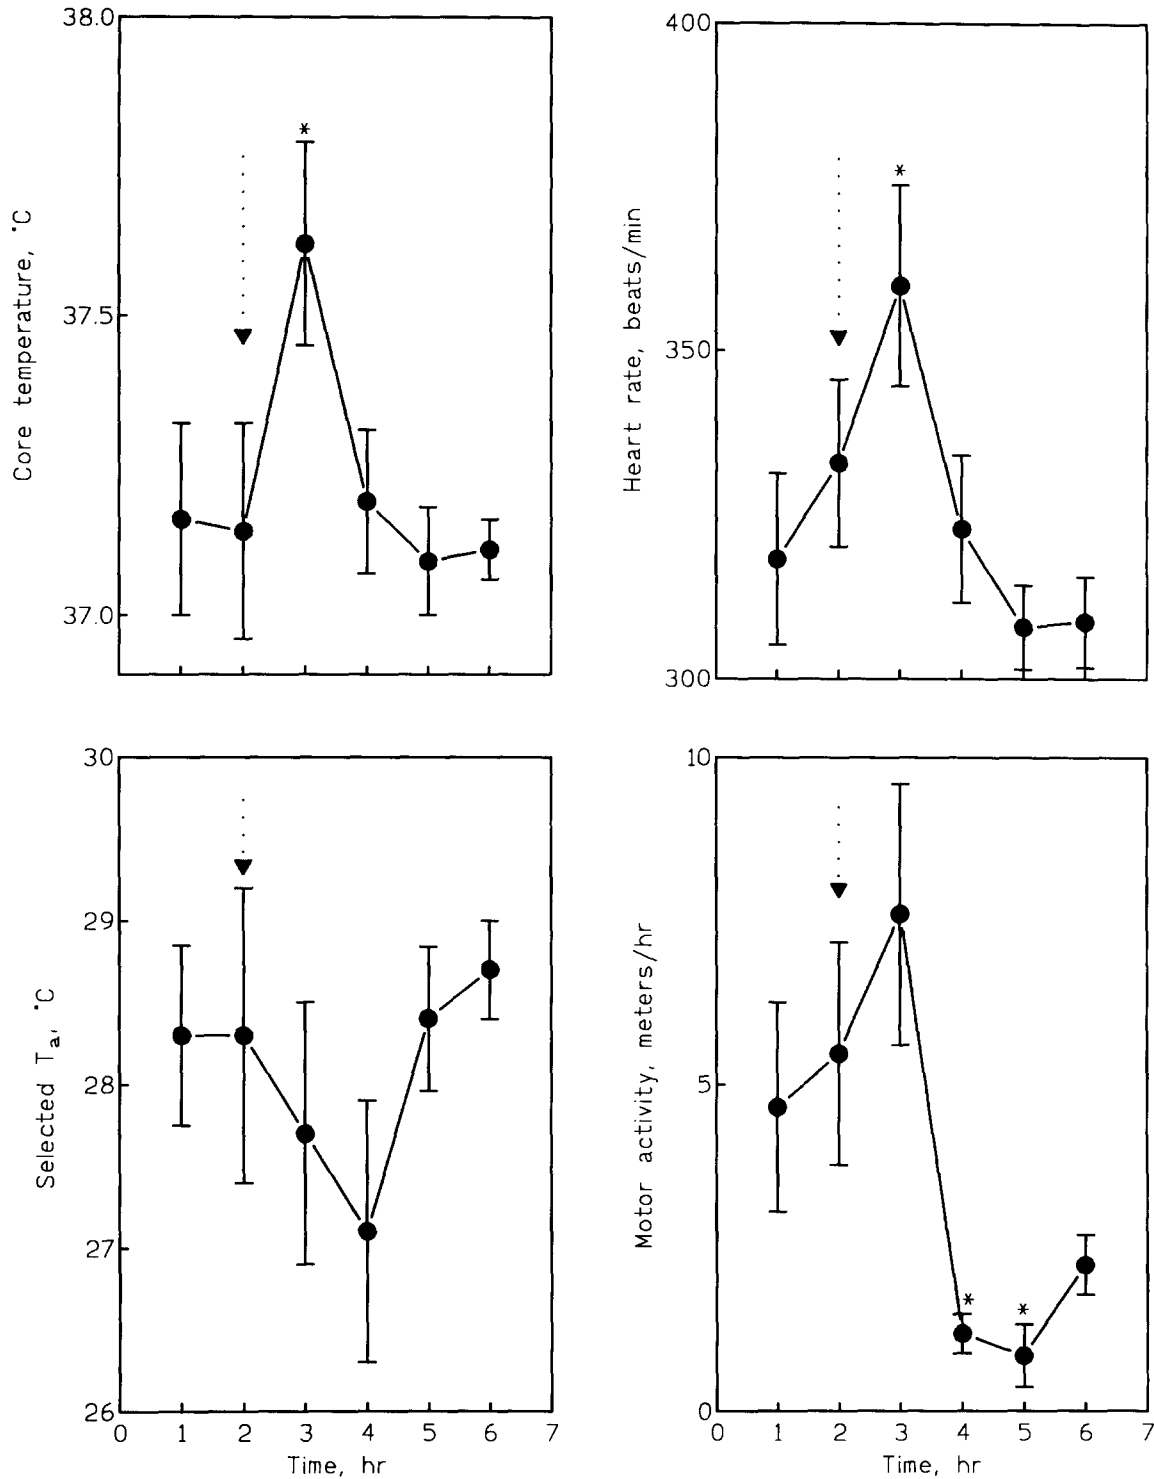 38.0
37.5
37.0
Core temperature, °C
*
400
350
300
Heart rate, beats/min
*
30
29
28
27
26
Selected Ta, °C
0 1 2 3 4 5 6 7
Time, hr
10
5
0
Motor activity, meters/hr
* *
0 1 2 3 4 5 6 7
Time, hr